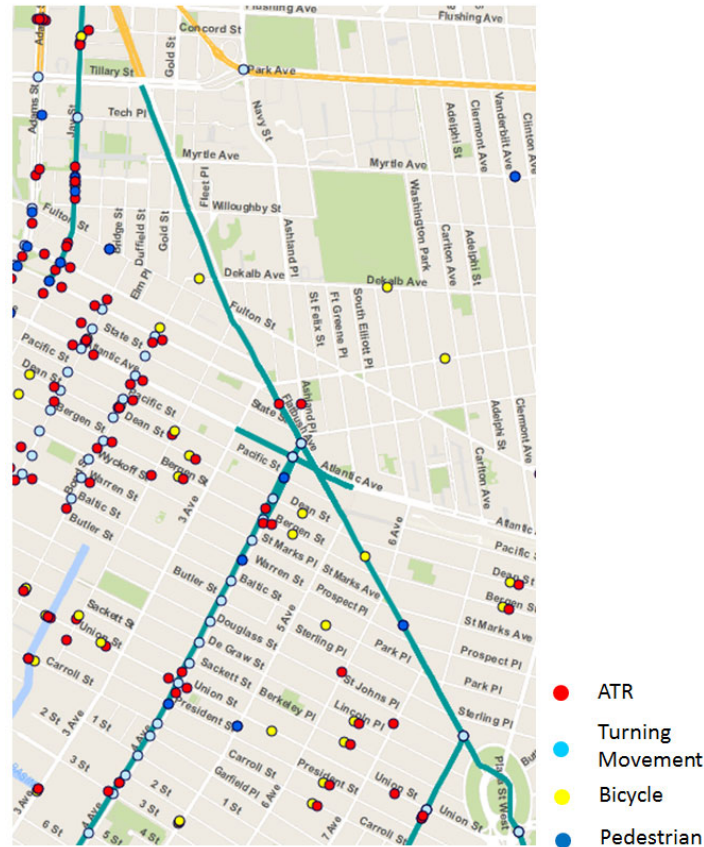 Flushing Ave
Flushing Ave
Adams
Concord St
Gold St
Tillary St
Park Ave
Adams St
Jay St
Tech Pl
Navy St
Adelphi St
Clermont Ave
Vanderbilt Ave
Clinton Ave
Myrtle Ave
Myrtle Ave
Fleet Pl
Willoughby St
Washington Park
Fulton St
Bridge St
Duffield St
Gold St
Ashland Pl
Carlton Ave
Adelphi St
Elm Pl
Dekalb Ave
Dekalb Ave
Fulton St
St Felix St
Ft Greene Pl
South Elliott Pl
State St
Pacific St
Atlantic Ave
Dean St
Pacific St
State St
Flatbush Ave
Ashland Pl
Adelphi St
Clermont Ave
Bergen St
Dean St
Wyckoff St
Bergen St
Pacific St
Atlantic Ave
Carlton Ave
Warren St
Baltic St
3 Ave
Butler St
Dean St
Bergen St
6 Ave
Pacific St
St Marks Pl
St Marks Ave
Warren St
Dean St
Butler St
Baltic St
Prospect Pl
Bergen St
5 Ave
St Marks Ave
Sackett St
Union St
Douglass St
Sterling Pl
Park Pl
Prospect Pl
Carroll St
De Graw St
Sackett St
St Johns Pl
Park Pl
Union St
Berkeley Pl
Lincoln Pl
Sterling Pl
2 St
1 St
3 Ave
President St
4 Ave
Carroll St
3 St
Garfield Pl
6 Ave
President St
Union St
Plaza St West
2 St
3 St
1 St
3 Ave
4 Ave
7 Ave
Carroll St
Union St
6 St
5 St
4 St
ATR
Turning
Movement
Bicycle
Pedestrian